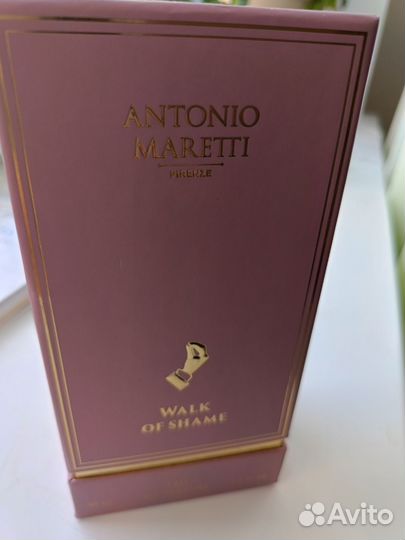 ANTONIO
MARETTI
FIRENZE
WALK
OF SHAME
Avito